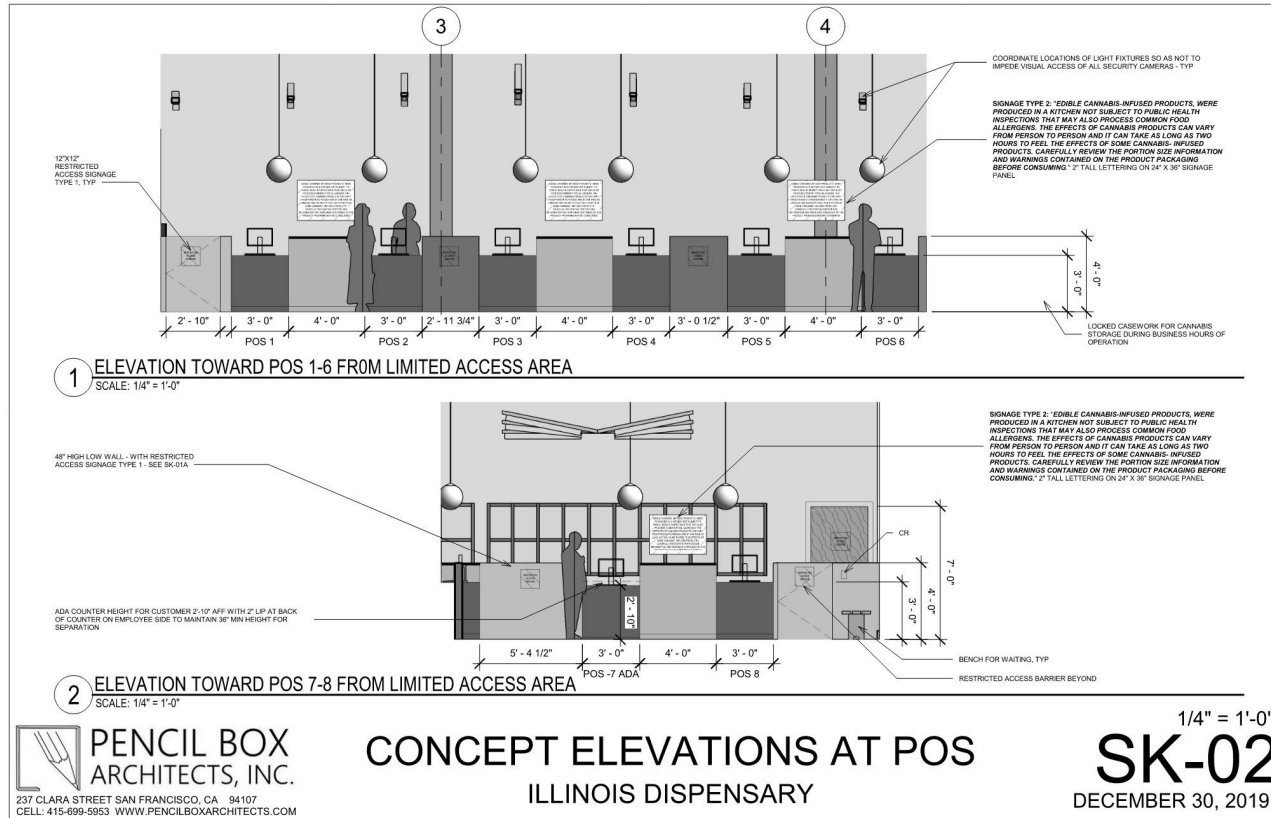 3
4
COORDINATE LOCATIONS OF LIGHT FIXTURES SO AS NOT TO
IMPEDE VISUAL ACCESS OF ALL SECURITY CAMERAS - TYP
SIGNAGE TYPE 2: "EDIBLE CANNABIS-INFUSED PRODUCTS, WERE
PRODUCED IN A KITCHEN NOT SUBJECT TO PUBLIC HEALTH
INSPECTIONS THAT MAY ALSO PROCESS COMMON FOOD
ALLERGENS. THE EFFECTS OF CANNABIS PRODUCTS CAN VARY
FROM PERSON TO PERSON AND IT CAN TAKE AS LONG AS TWO
HOURS TO FEEL THE EFFECTS OF SOME CANNABIS- INFUSED
PRODUCTS. CAREFULLY REVIEW THE PORTION SIZE INFORMATION
AND WARNINGS CONTAINED ON THE PRODUCT PACKAGING
BEFORE CONSUMING." 2" TALL LETTERING ON 24" X 36" SIGNAGE
PANEL
12"X12"
RESTRICTED
ACCESS SIGNAGE
TYPE 1, TYP
4' - 0"
3' - 0"
2' - 10"
3' - 0"
4' - 0"
3' - 0"
2' - 11 3/4"
3' - 0"
4' - 0"
3' - 0"
3' - 0 1/2"
3' - 0"
4' - 0"
3' - 0"
POS 1
POS 2
POS 3
POS 4
POS 5
POS 6
LOCKED CASEWORK FOR CANNABIS
STORAGE DURING BUSINESS HOURS OF
OPERATION
1
ELEVATION TOWARD POS 1-6 FR0M LIMITED ACCESS AREA
SCALE: 1/4" = 1'-0"
SIGNAGE TYPE 2: "EDIBLE CANNABIS-INFUSED PRODUCTS, WERE
PRODUCED IN A KITCHEN NOT SUBJECT TO PUBLIC HEALTH
INSPECTIONS THAT MAY ALSO PROCESS COMMON FOOD
ALLERGENS. THE EFFECTS OF CANNABIS PRODUCTS CAN VARY
FROM PERSON TO PERSON AND IT CAN TAKE AS LONG AS TWO
HOURS TO FEEL THE EFFECTS OF SOME CANNABIS- INFUSED
PRODUCTS. CAREFULLY REVIEW THE PORTION SIZE INFORMATION
AND WARNINGS CONTAINED ON THE PRODUCT PACKAGING BEFORE
CONSUMING." 2" TALL LETTERING ON 24" X 36" SIGNAGE PANEL
48" HIGH LOW WALL - WITH RESTRICTED
ACCESS SIGNAGE TYPE 1 - SEE SK-01A
CR
7' - 0"
4' - 0"
3' - 0"
2' - 10"
ADA COUNTER HEIGHT FOR CUSTOMER 2'-10" AFF WITH 2" LIP AT BACK
OF COUNTER ON EMPLOYEE SIDE TO MAINTAIN 36" MIN HEIGHT FOR
SEPARATION
5' - 4 1/2"
3' - 0"
4' - 0"
3' - 0"
POS -7 ADA
POS 8
BENCH FOR WAITING, TYP
RESTRICTED ACCESS BARRIER BEYOND
2
ELEVATION TOWARD POS 7-8 FROM LIMITED ACCESS AREA
SCALE: 1/4" = 1'-0"
PENCIL BOX
ARCHITECTS, INC.
237 CLARA STREET SAN FRANCISCO, CA 94107
CELL: 415-699-5953 WWW.PENCILBOXARCHITECTS.COM
CONCEPT ELEVATIONS AT POS
ILLINOIS DISPENSARY
1/4" = 1'-0"
SK-02
DECEMBER 30, 2019